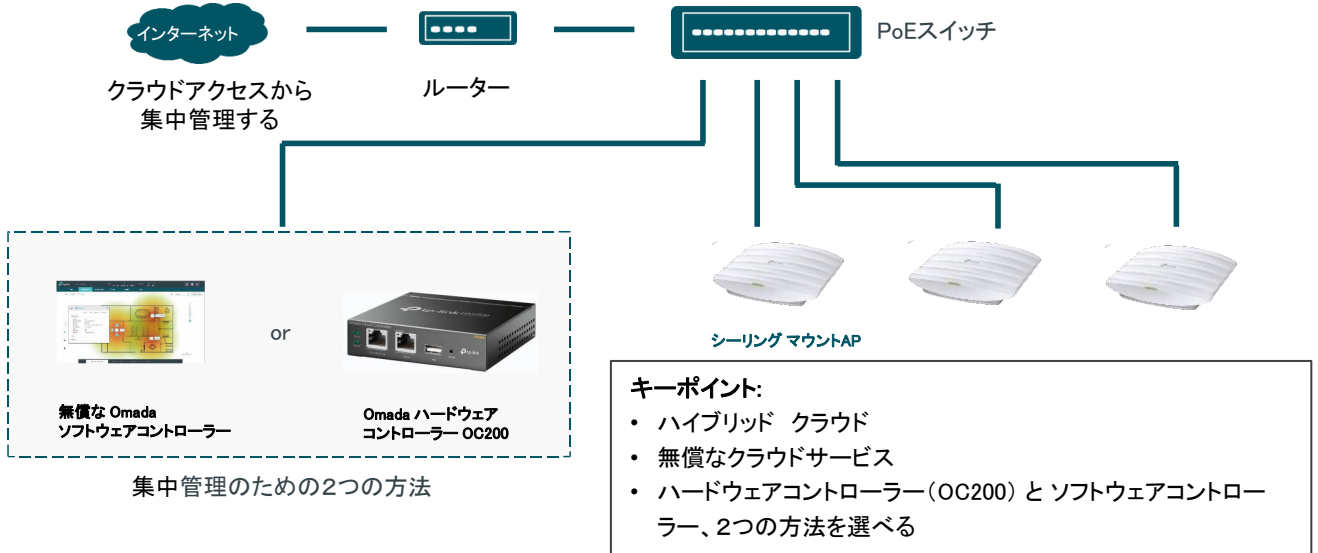 インターネット
PoEスイッチ
クラウドアクセスから
集中管理する
ルーター
or
tp-link
無償な Omada
ソフトウェアコントローラー
Omada ハードウェア
コントローラー OC200
集中管理のための２つの方法
シーリング マウントAP
キーポイント:
• ハイブリッド　クラウド
• 無償なクラウドサービス
• ハードウェアコントローラー（OC200） と ソフトウェアコントロー
ラー、２つの方法を選べる